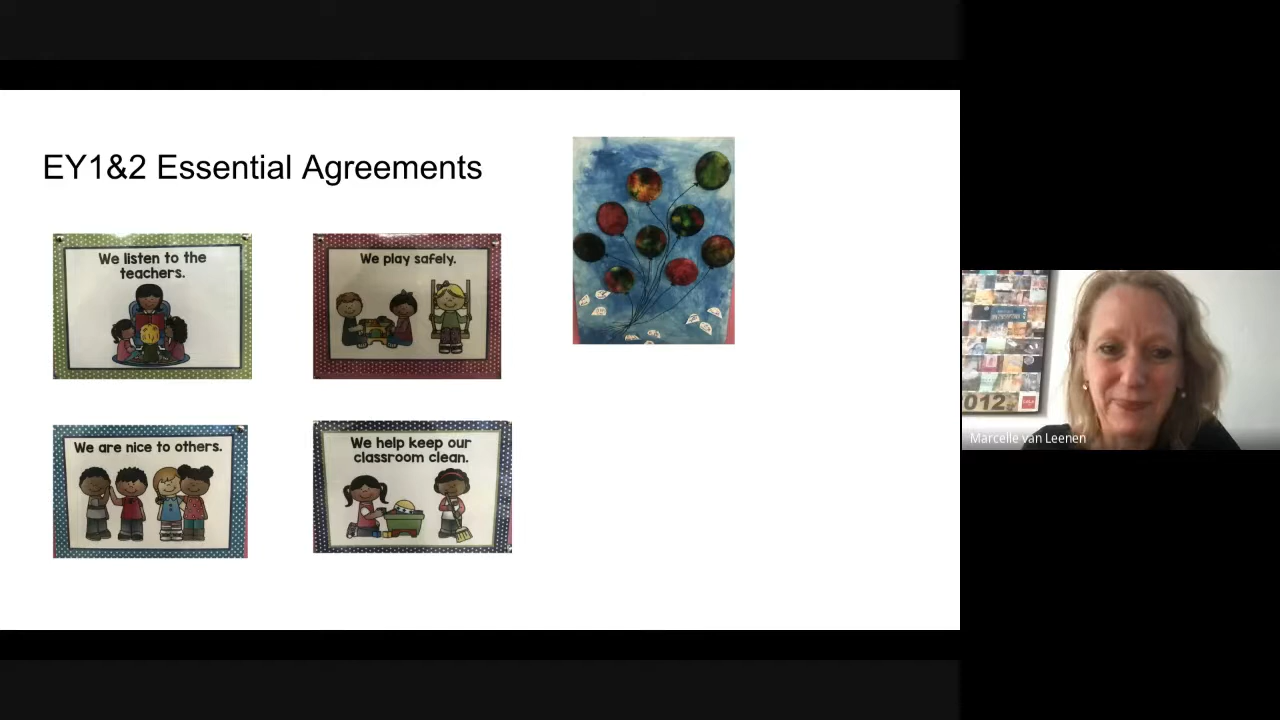 EY1&2 Essential Agreements
We listen to the
teachers.
We play safely.
We are nice to others.
We help keep our
classroom clean.
012
Marcelle van Leenen